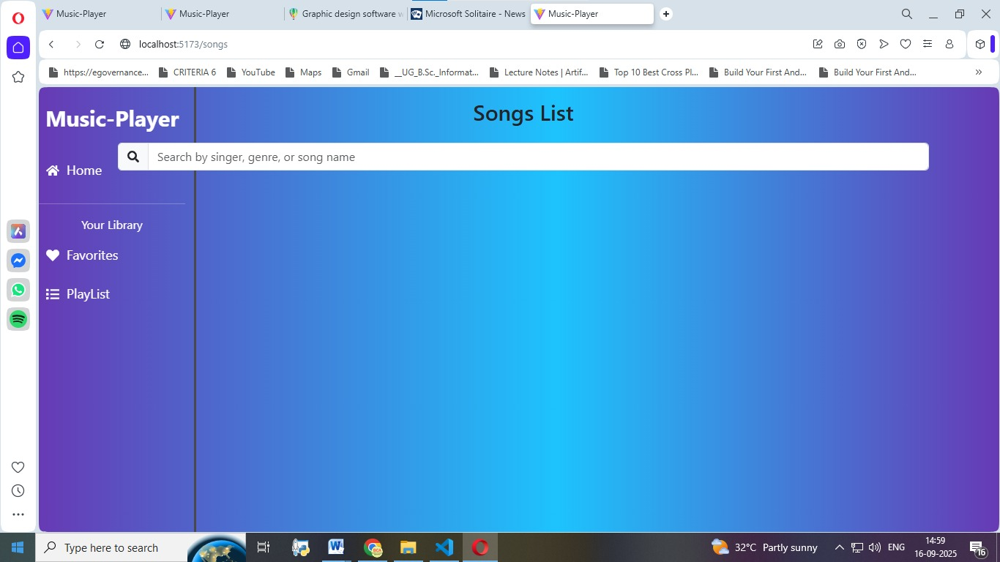 Music-Player
Music-Player
Graphic design software w
Microsoft Solitaire - News
Music-Player
localhost:5173/songs
https://egovernance...
CRITERIA 6
YouTube
Maps
Gmail
__UG_B.Sc._Informat...
Lecture Notes | Artif...
Top 10 Best Cross Pl...
Build Your First And...
Build Your First And...
Music-Player
Songs List
Search by singer, genre, or song name
Home
Your Library
Favorites
PlayList
Type here to search
32°C Partly sunny
ENG
14:59
16-09-2025
16